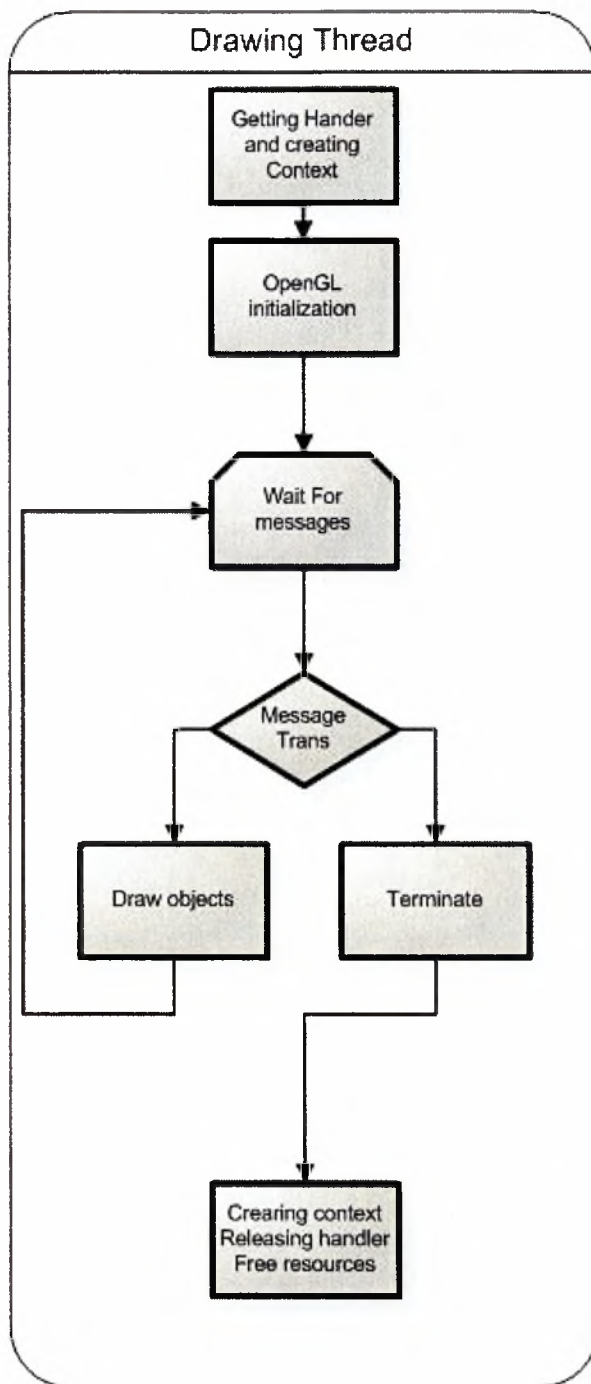 Drawing Thread
Getting Hander
and creating
Context
OpenGL
initialization
Wait For
messages
Message
Trans
Draw objects
Terminate
Crearing context
Releasing handler
Free resources